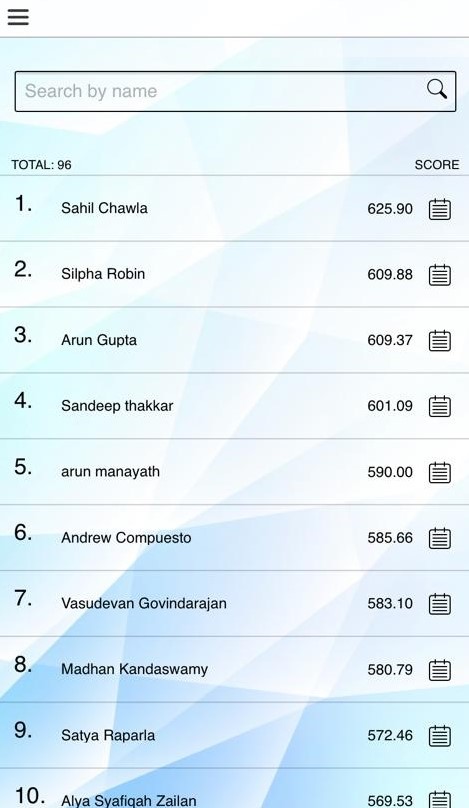 Search by name
TOTAL: 96 SCORE
1. Sahil Chawla 625.90
2. Silpha Robin 609.88
3. Arun Gupta 609.37
4. Sandeep thakkar 601.09
5. arun manayath 590.00
6. Andrew Compuesto 585.66
7. Vasudevan Govindarajan 583.10
8. Madhan Kandaswamy 580.79
9. Satya Raparla 572.46
10. Alya Syafiqah Zailan 569.53